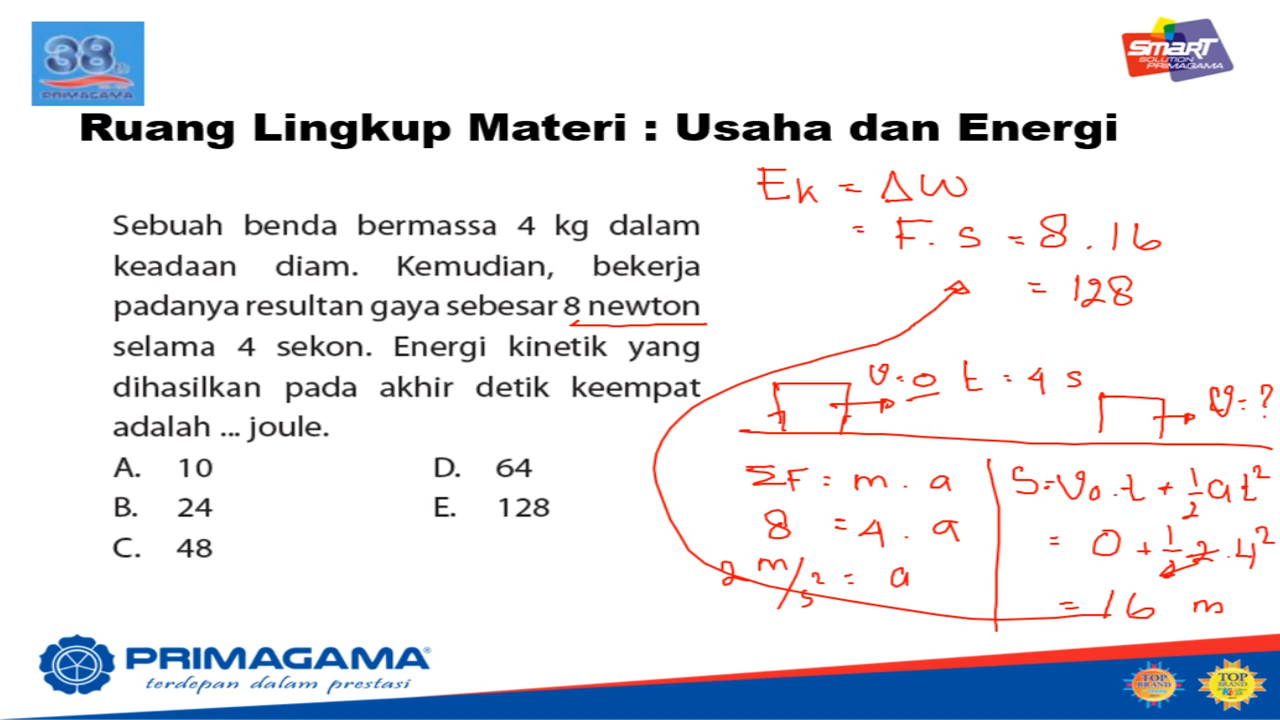 38
PRIMAGAMA
SMART
SOLUTION
PRIMAGAMA
Ruang Lingkup Materi : Usaha dan Energi
Sebuah benda bermassa 4 kg dalam
keadaan diam. Kemudian, bekerja
padanya resultan gaya sebesar 8 newton
selama 4 sekon. Energi kinetik yang
dihasilkan pada akhir detik keempat
adalah ... joule.
A. 10
B. 24
C. 48
D. 64
E. 128
Ek = ΔW
= F. s = 8 . 16
= 128
v = 0 t = 4 s
v = ?
ΣF = m . a
8 = 4 . a
2 m/s² = a
S = v₀ . t + 1/2 at²
= 0 + 1/2 2 . 4²
= 16 m
PRIMAGAMA®
terdepan dalam prestasi
TOP
BRAND
TOP
BRAND